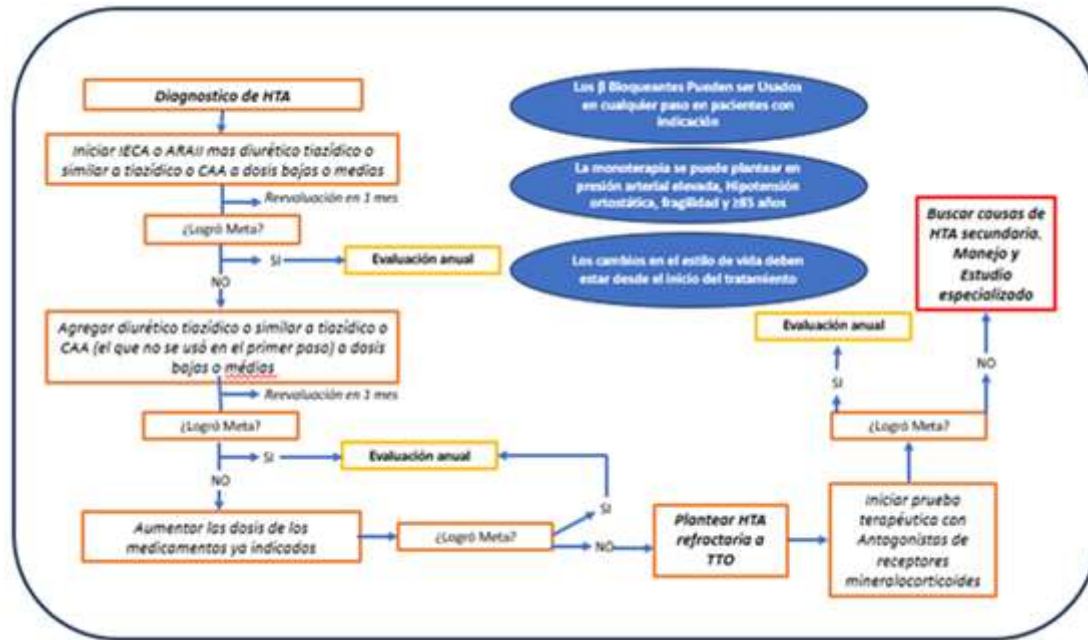 Diagnostico de HTA
Iniciar IECA o ARAII mas diurético tiazídico o
similar a tiazídico o CAA a dosis bajas o medias
Reevaluación en 1 mes
¿Logró Meta?
SI
Evaluación anual
NO
Agregar diurético tiazídico o similar a tiazídico o
CAA (el que no se usó en el primer paso) a dosis
bajas o médias
Reevaluación en 1 mes
¿Logró Meta?
SI
Evaluación anual
NO
Aumentar las dosis de los
medicamentos ya indicados
¿Logró Meta?
SI
NO
Plantear HTA
refractaria a
TTO
Iniciar prueba
terapéutica con
Antagonistas de
receptores
mineralocorticoides
¿Logró Meta?
SI
Evaluación anual
NO
Buscar causas de
HTA secundaria.
Manejo y
Estudio
especializado
Los β Bloqueantes Pueden ser Usados
en cualquier paso en pacientes con
indicación
La monoterapia se puede plantear en
presión arterial elevada, Hipotensión
ortostática, fragilidad y ≥85 años
Los cambios en el estilo de vida deben
estar desde el inicio del tratamiento